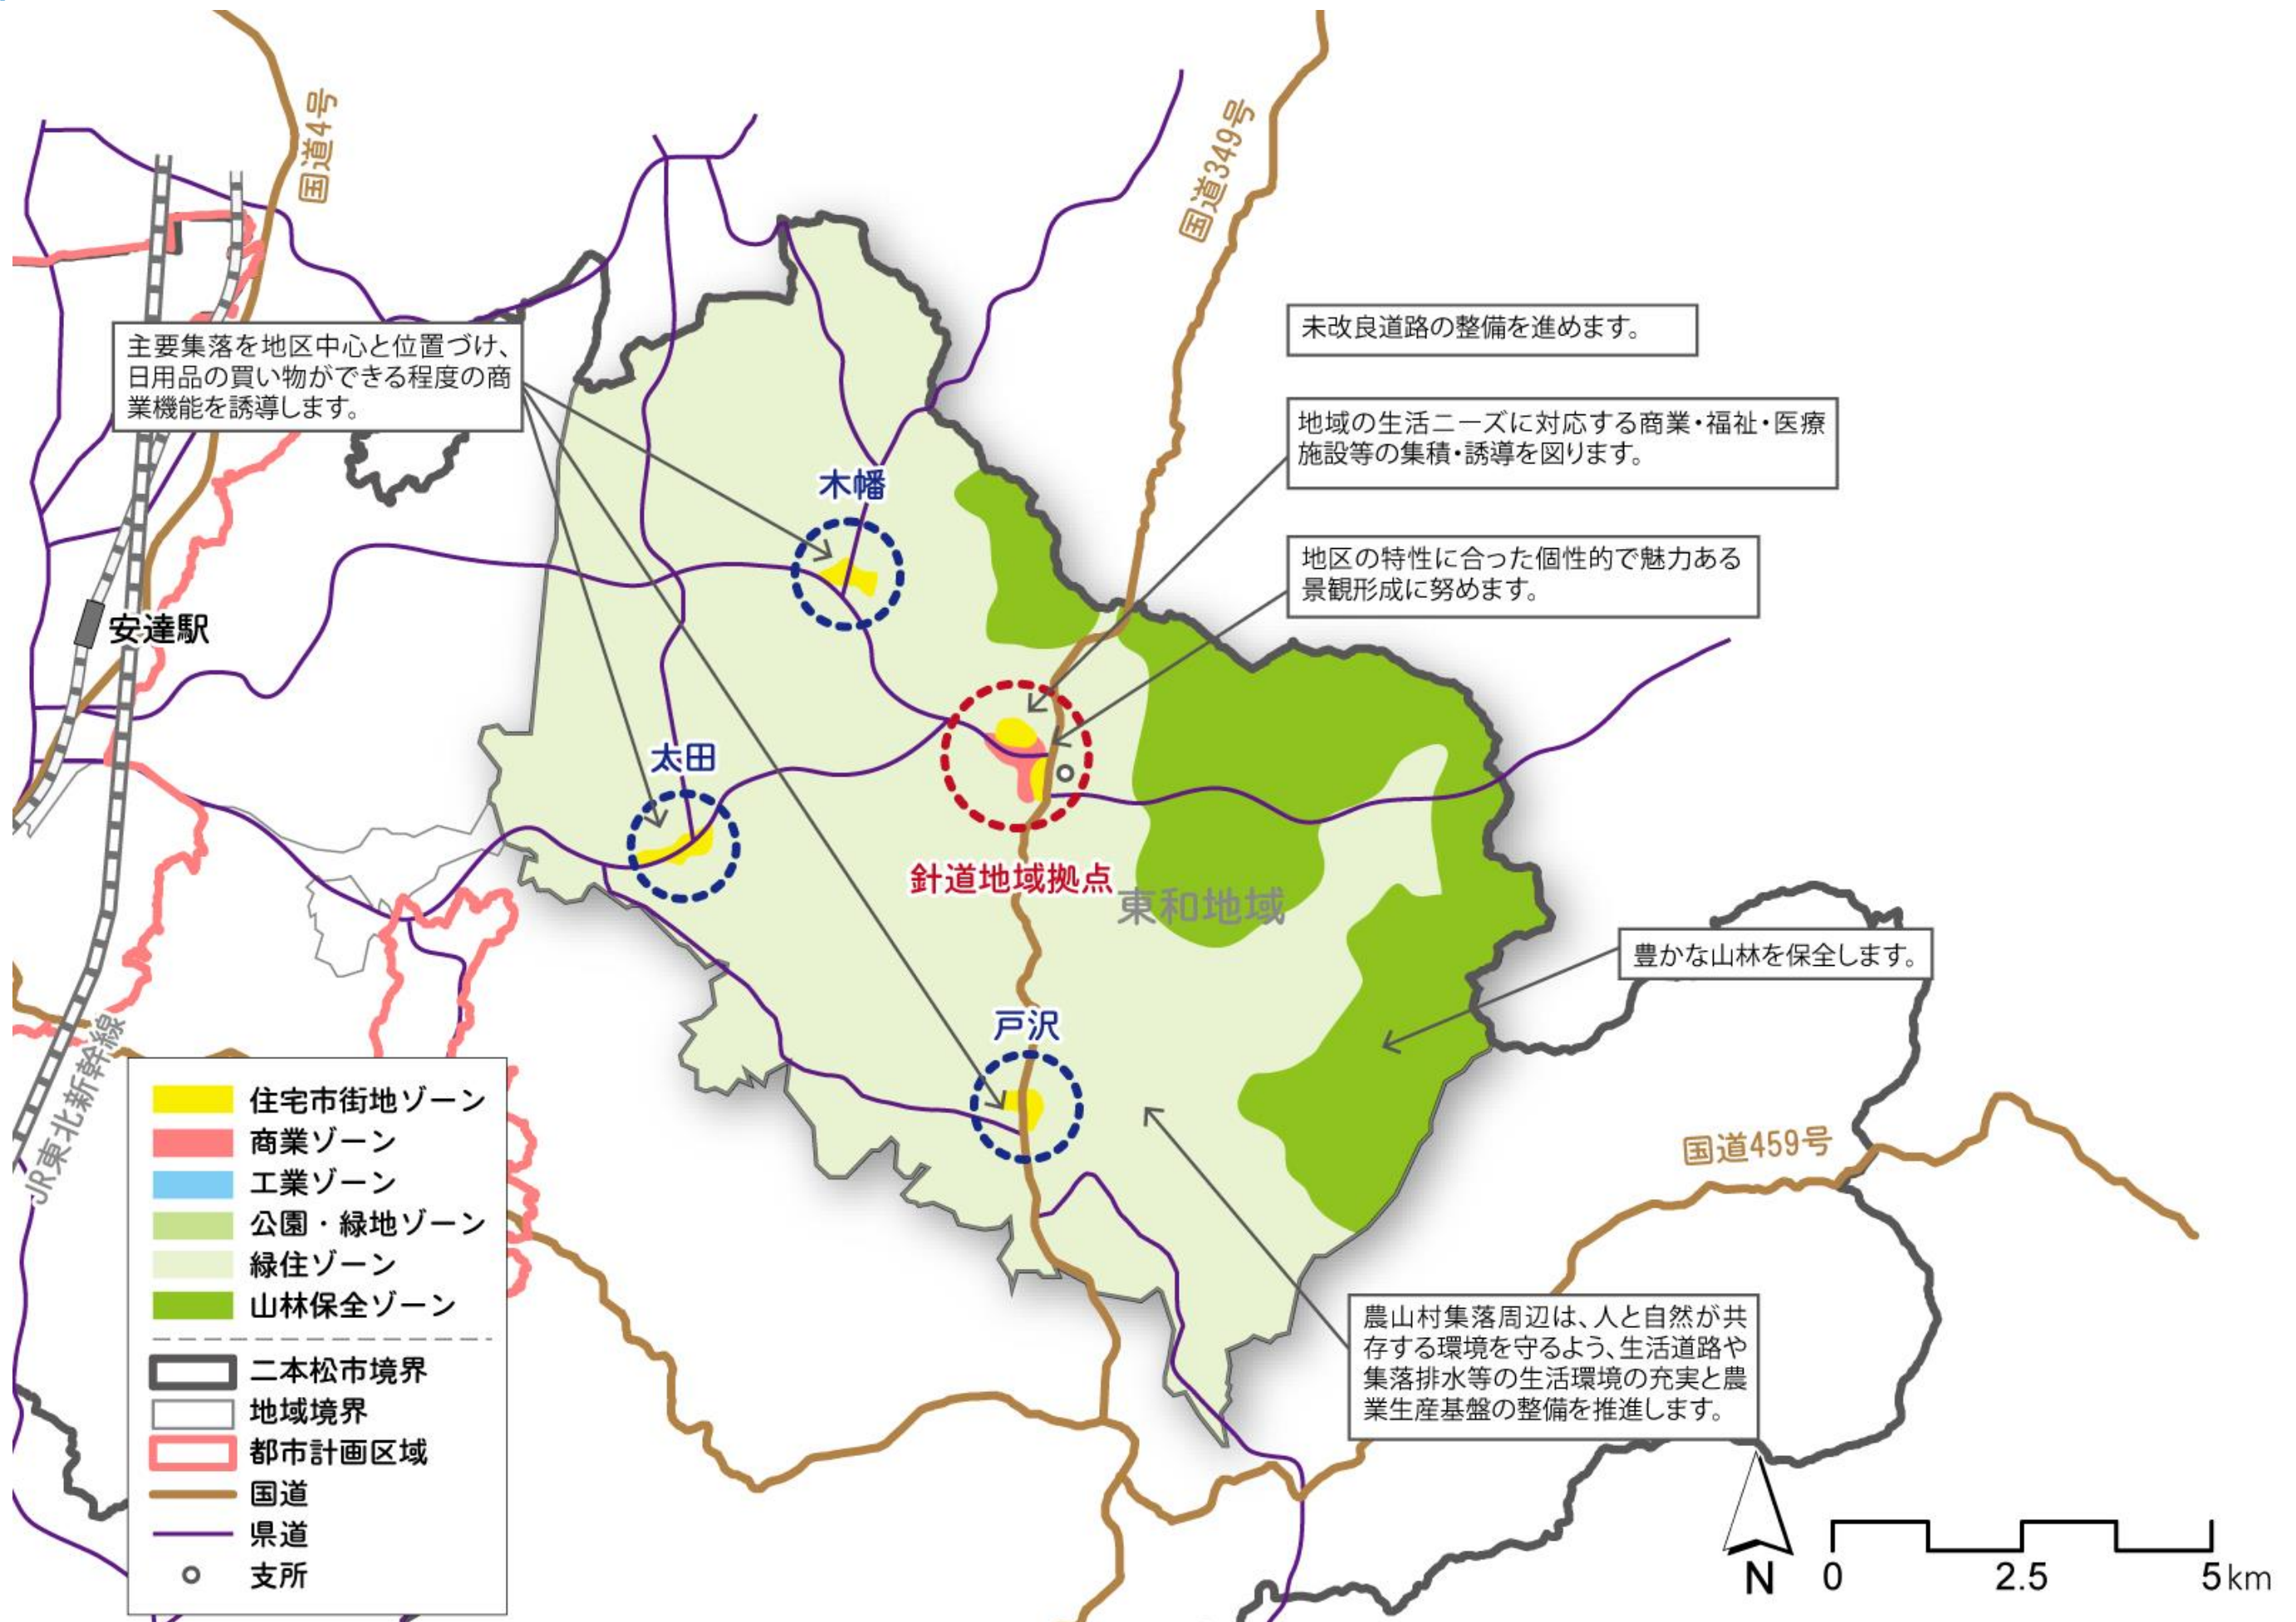 国道4号
国道349号
主要集落を地区中心と位置づけ、
日用品の買い物ができる程度の商
業機能を誘導します。
未改良道路の整備を進めます。
地域の生活ニーズに対応する商業・福祉・医療
施設等の集積・誘導を図ります。
木幡
地区の特性に合った個性的で魅力ある
景観形成に努めます。
安達駅
太田
針道地域拠点
東和地域
豊かな山林を保全します。
戸沢
JR東北新幹線
国道459号
住宅市街地ゾーン
商業ゾーン
工業ゾーン
公園・緑地ゾーン
緑住ゾーン
山林保全ゾーン
二本松市境界
地域境界
都市計画区域
国道
県道
支所
農山村集落周辺は、人と自然が共
存する環境を守るよう、生活道路や
集落排水等の生活環境の充実と農
業生産基盤の整備を推進します。
N
0 2.5 5km